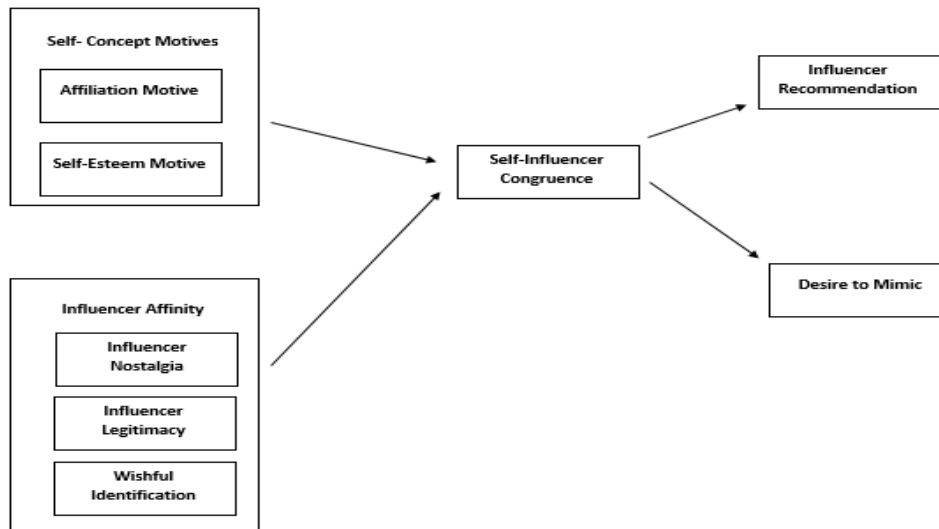 Self- Concept Motives
Affiliation Motive
Self-Esteem Motive
Influencer Affinity
Influencer
Nostalgia
Influencer
Legitimacy
Wishful
Identification
Self-Influencer
Congruence
Influencer
Recommendation
Desire to Mimic